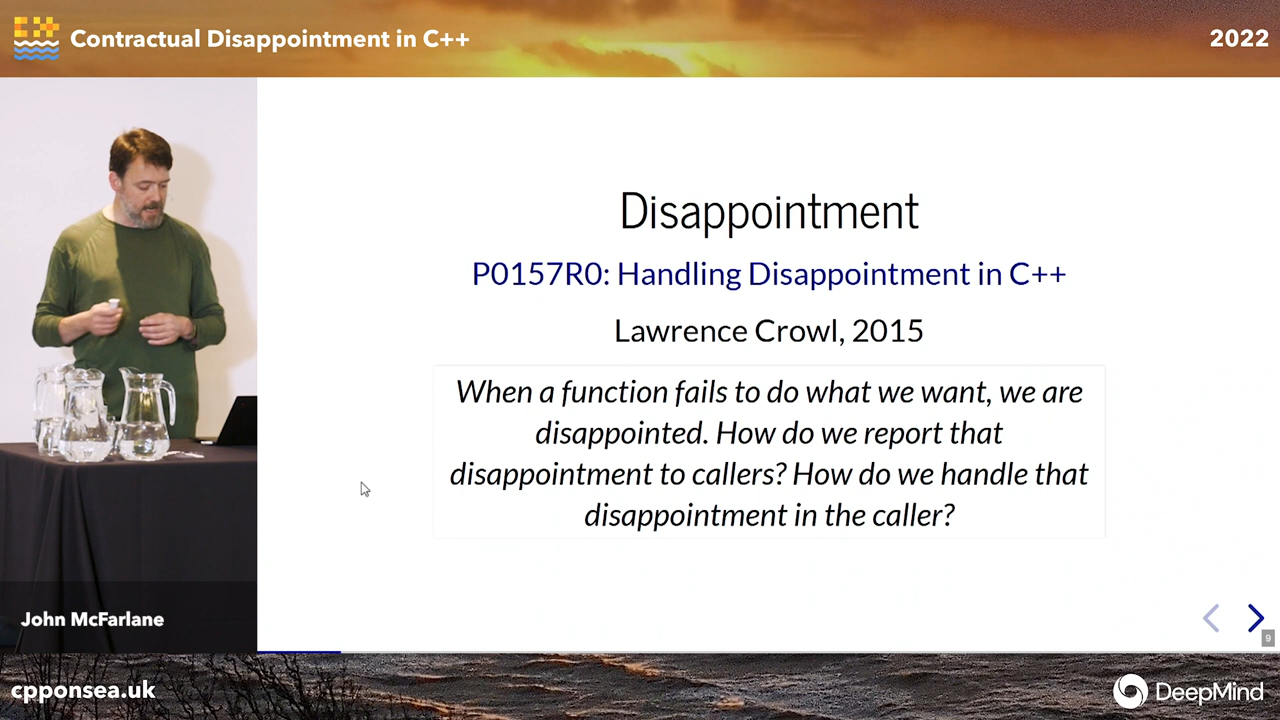 Contractual Disappointment in C++
2022
Disappointment
P0157R0: Handling Disappointment in C++
Lawrence Crowl, 2015
When a function fails to do what we want, we are
disappointed. How do we report that
disappointment to callers? How do we handle that
disappointment in the caller?
John McFarlane
9
cpponsea.uk
DeepMind